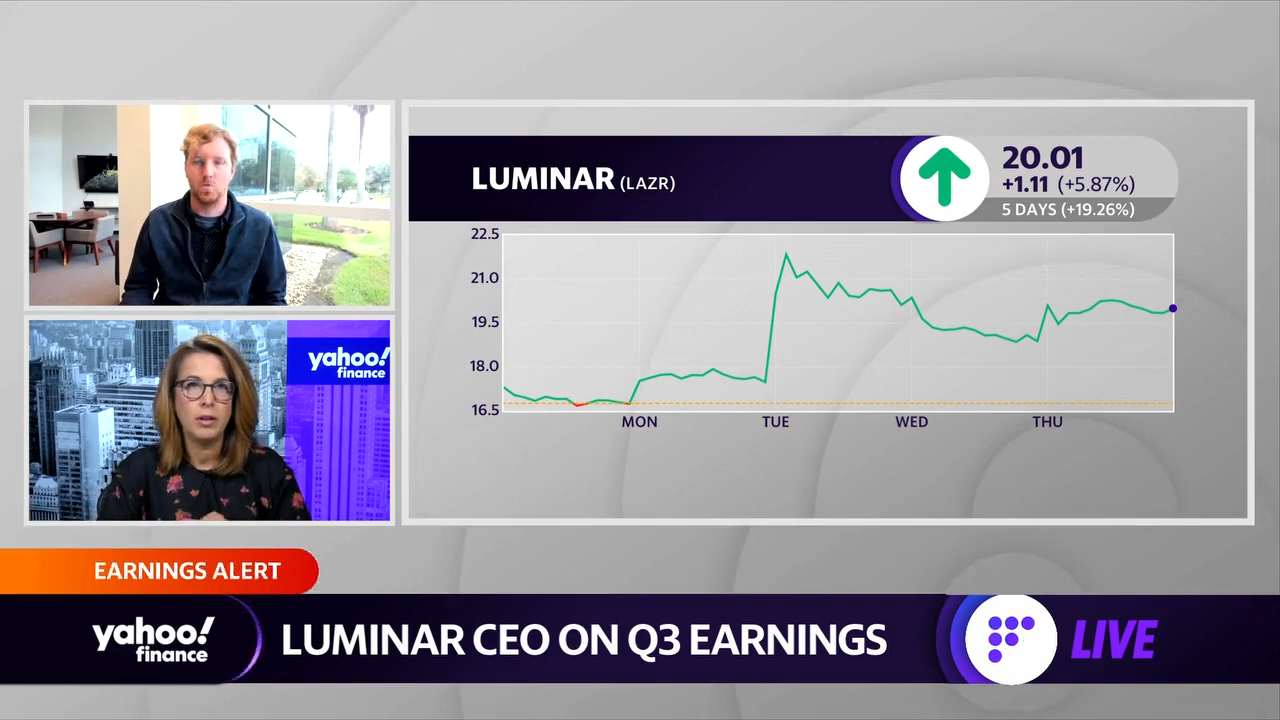 LUMINAR (LAZR)
20.01
+1.11 (+5.87%)
5 DAYS (+19.26%)
22.5
21.0
19.5
18.0
16.5
MON TUE WED THU
yahoo!
finance
EARNINGS ALERT
yahoo!
finance
LUMINAR CEO ON Q3 EARNINGS
LIVE